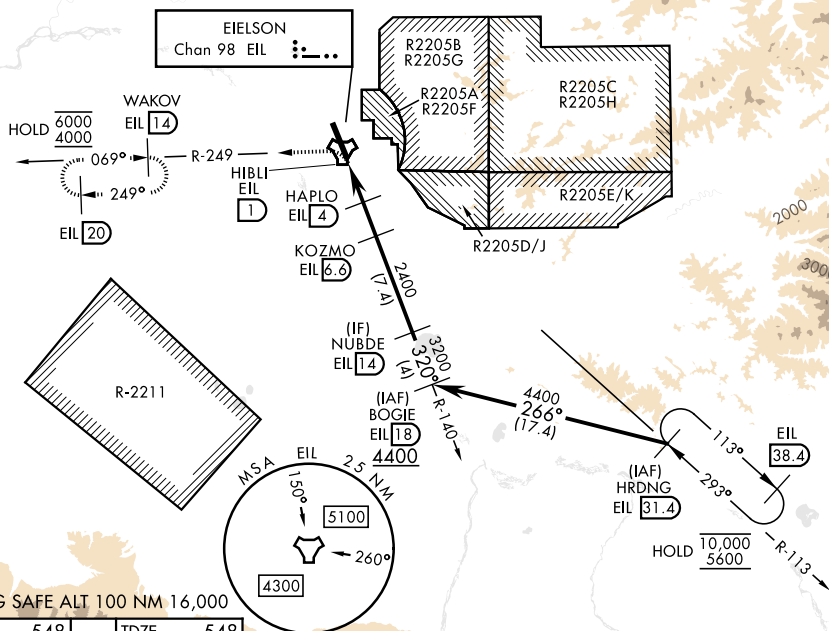 EIELSON
Chan 98 EIL
R2205B
R2205G
R2205A
R2205F
R2205C
R2205H
R2205E/K
R2205D/J
WAKOV
EIL 14
HOLD 6000
4000
069°
249°
R-249
EIL 20
HIBLI
EIL
1
HAPLO
EIL 4
KOZMO
EIL 6.6
2400
(7.4)
2000
3000
(IF)
NUBDE
EIL 14
3200
320°
(4)
R-140
(IAF)
BOGIE
EIL 18
4400
4400
266°
(17.4)
R-2211
113°
293°
EIL
38.4
(IAF)
HRDNG
EIL 31.4
HOLD 10,000
5600
R-113
MSA EIL 25 NM
150°
5100
260°
4300
G SAFE ALT 100 NM 16,000
548
TDZE 548